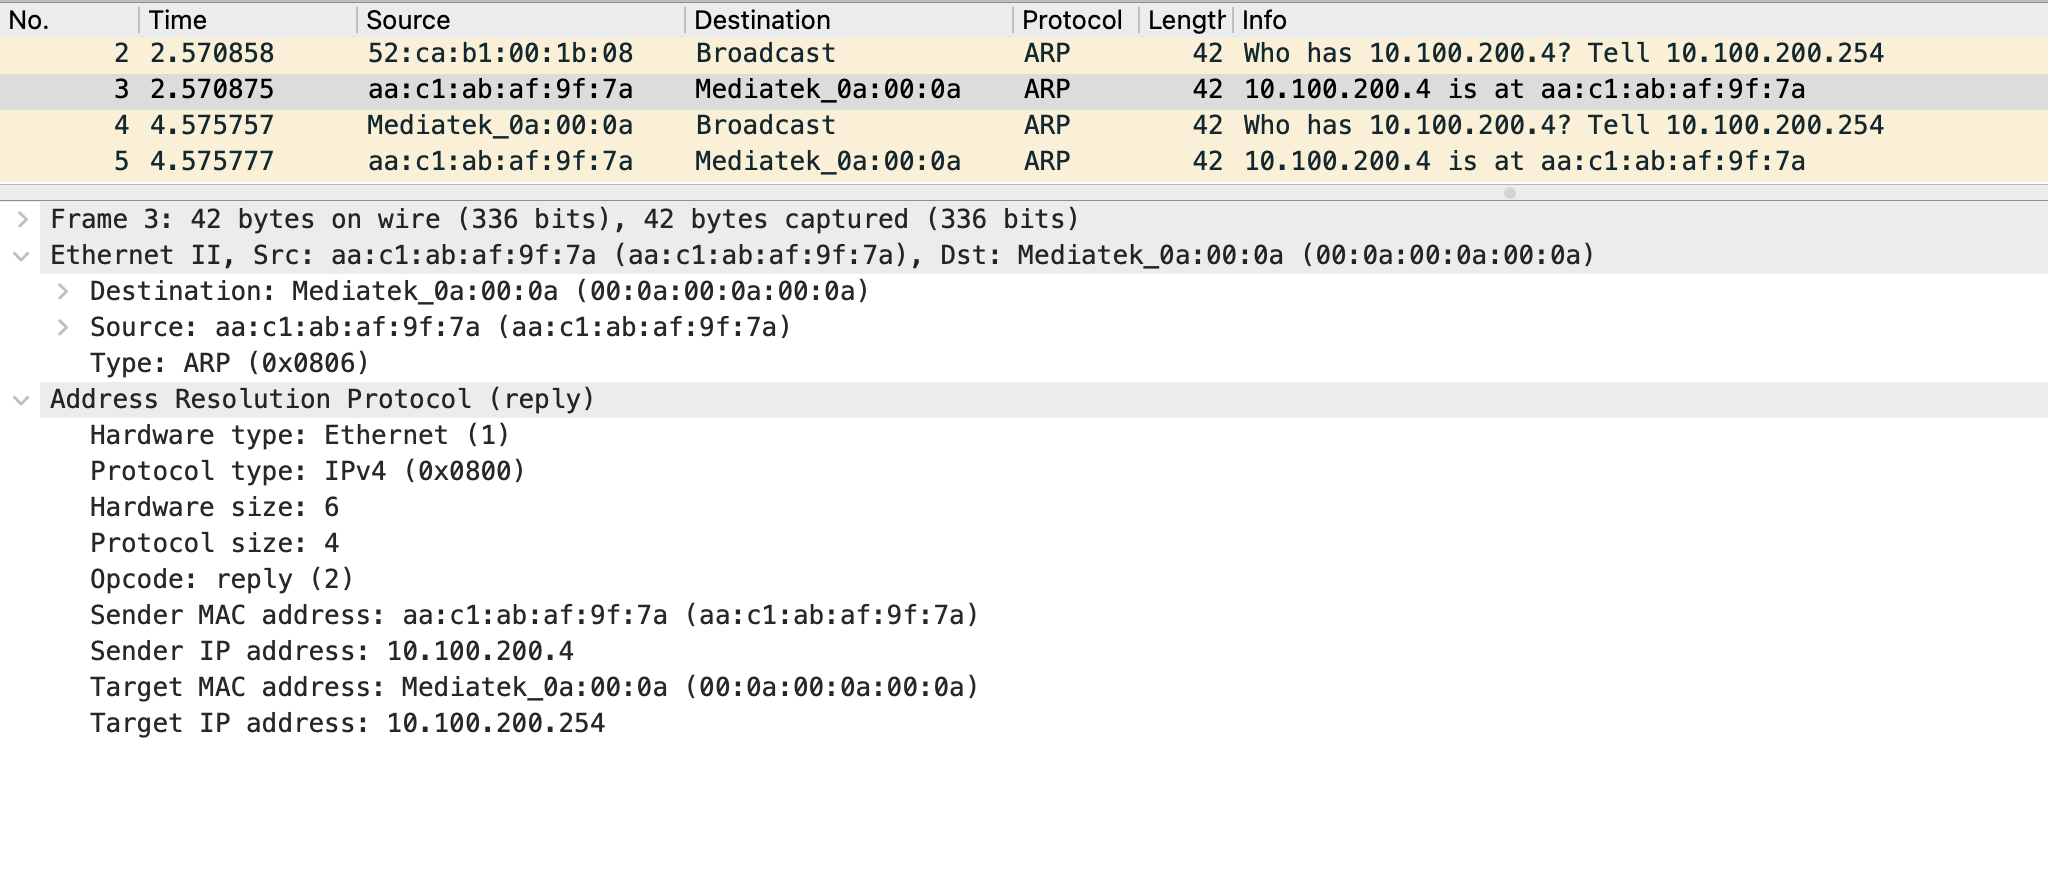 No. Time Source Destination Protocol Length Info
2 2.570858 52:ca:b1:00:1b:08 Broadcast ARP 42 Who has 10.100.200.4? Tell 10.100.200.254
3 2.570875 aa:c1:ab:af:9f:7a Mediatek_0a:00:0a ARP 42 10.100.200.4 is at aa:c1:ab:af:9f:7a
4 4.575757 Mediatek_0a:00:0a Broadcast ARP 42 Who has 10.100.200.4? Tell 10.100.200.254
5 4.575777 aa:c1:ab:af:9f:7a Mediatek_0a:00:0a ARP 42 10.100.200.4 is at aa:c1:ab:af:9f:7a
Frame 3: 42 bytes on wire (336 bits), 42 bytes captured (336 bits)
Ethernet II, Src: aa:c1:ab:af:9f:7a (aa:c1:ab:af:9f:7a), Dst: Mediatek_0a:00:0a (00:0a:00:0a:00:0a)
Destination: Mediatek_0a:00:0a (00:0a:00:0a:00:0a)
Source: aa:c1:ab:af:9f:7a (aa:c1:ab:af:9f:7a)
Type: ARP (0x0806)
Address Resolution Protocol (reply)
Hardware type: Ethernet (1)
Protocol type: IPv4 (0x0800)
Hardware size: 6
Protocol size: 4
Opcode: reply (2)
Sender MAC address: aa:c1:ab:af:9f:7a (aa:c1:ab:af:9f:7a)
Sender IP address: 10.100.200.4
Target MAC address: Mediatek_0a:00:0a (00:0a:00:0a:00:0a)
Target IP address: 10.100.200.254